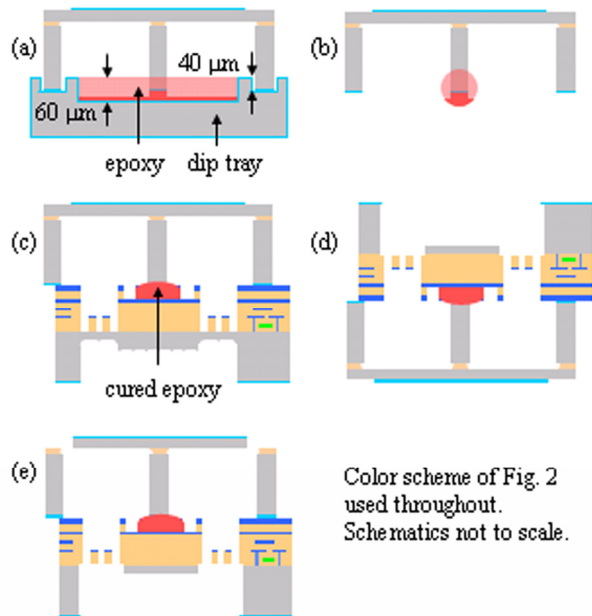 (a)
40 μm
60 μm
epoxy
dip tray
(b)
(c)
cured epoxy
(d)
(e)
Color scheme of Fig. 2
used throughout.
Schematics not to scale.